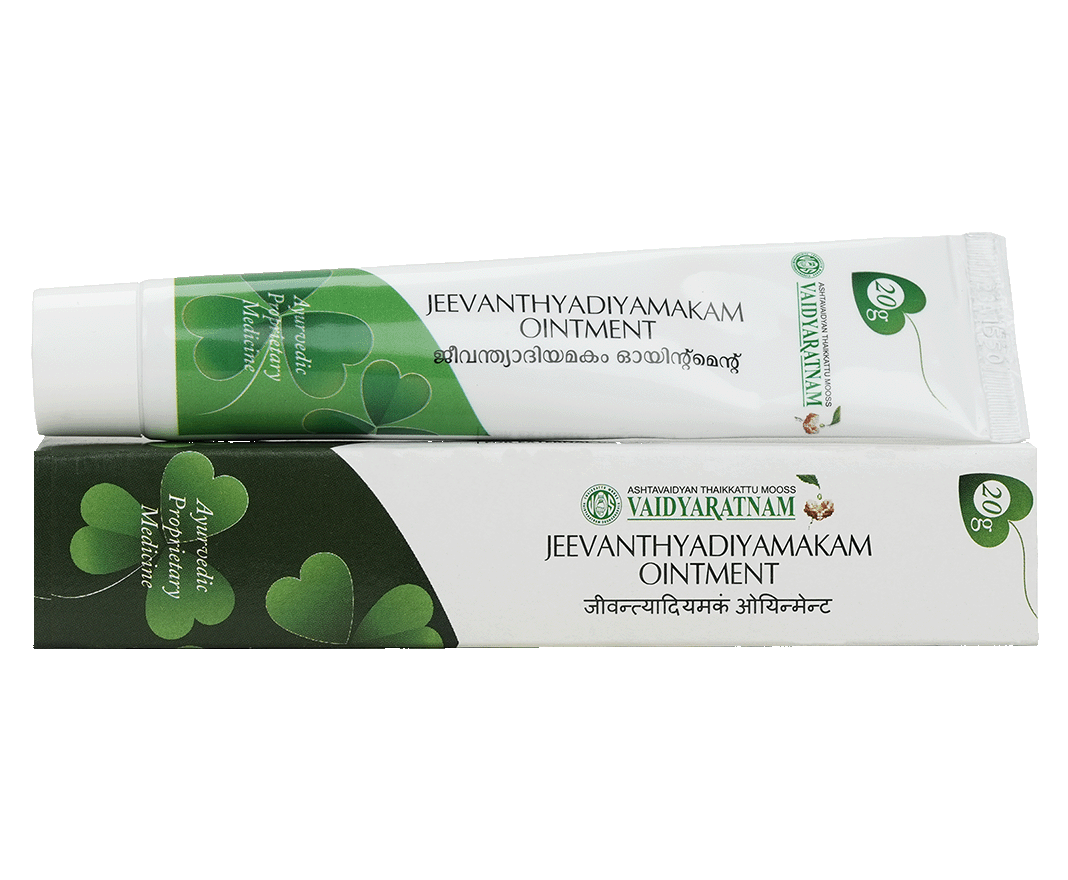 Ayurvedic
Proprietary
Medicine
JEEVANTHYADIYAMAKAM
OINTMENT
ജീവന്ത്യാദിയമകം ഓയിന്റ്മെന്റ്
ASHTAVAIDYAN THAIKKATTU MOOSS
VAIDYARATNAM
20g
Ayurvedic
Proprietary
Medicine
ASHTAVAIDYAN THAIKKATTU MOOSS
VAIDYARATNAM
JEEVANTHYADIYAMAKAM
OINTMENT
जीवन्त्यादियमकं ओयिन्मेन्ट
20g